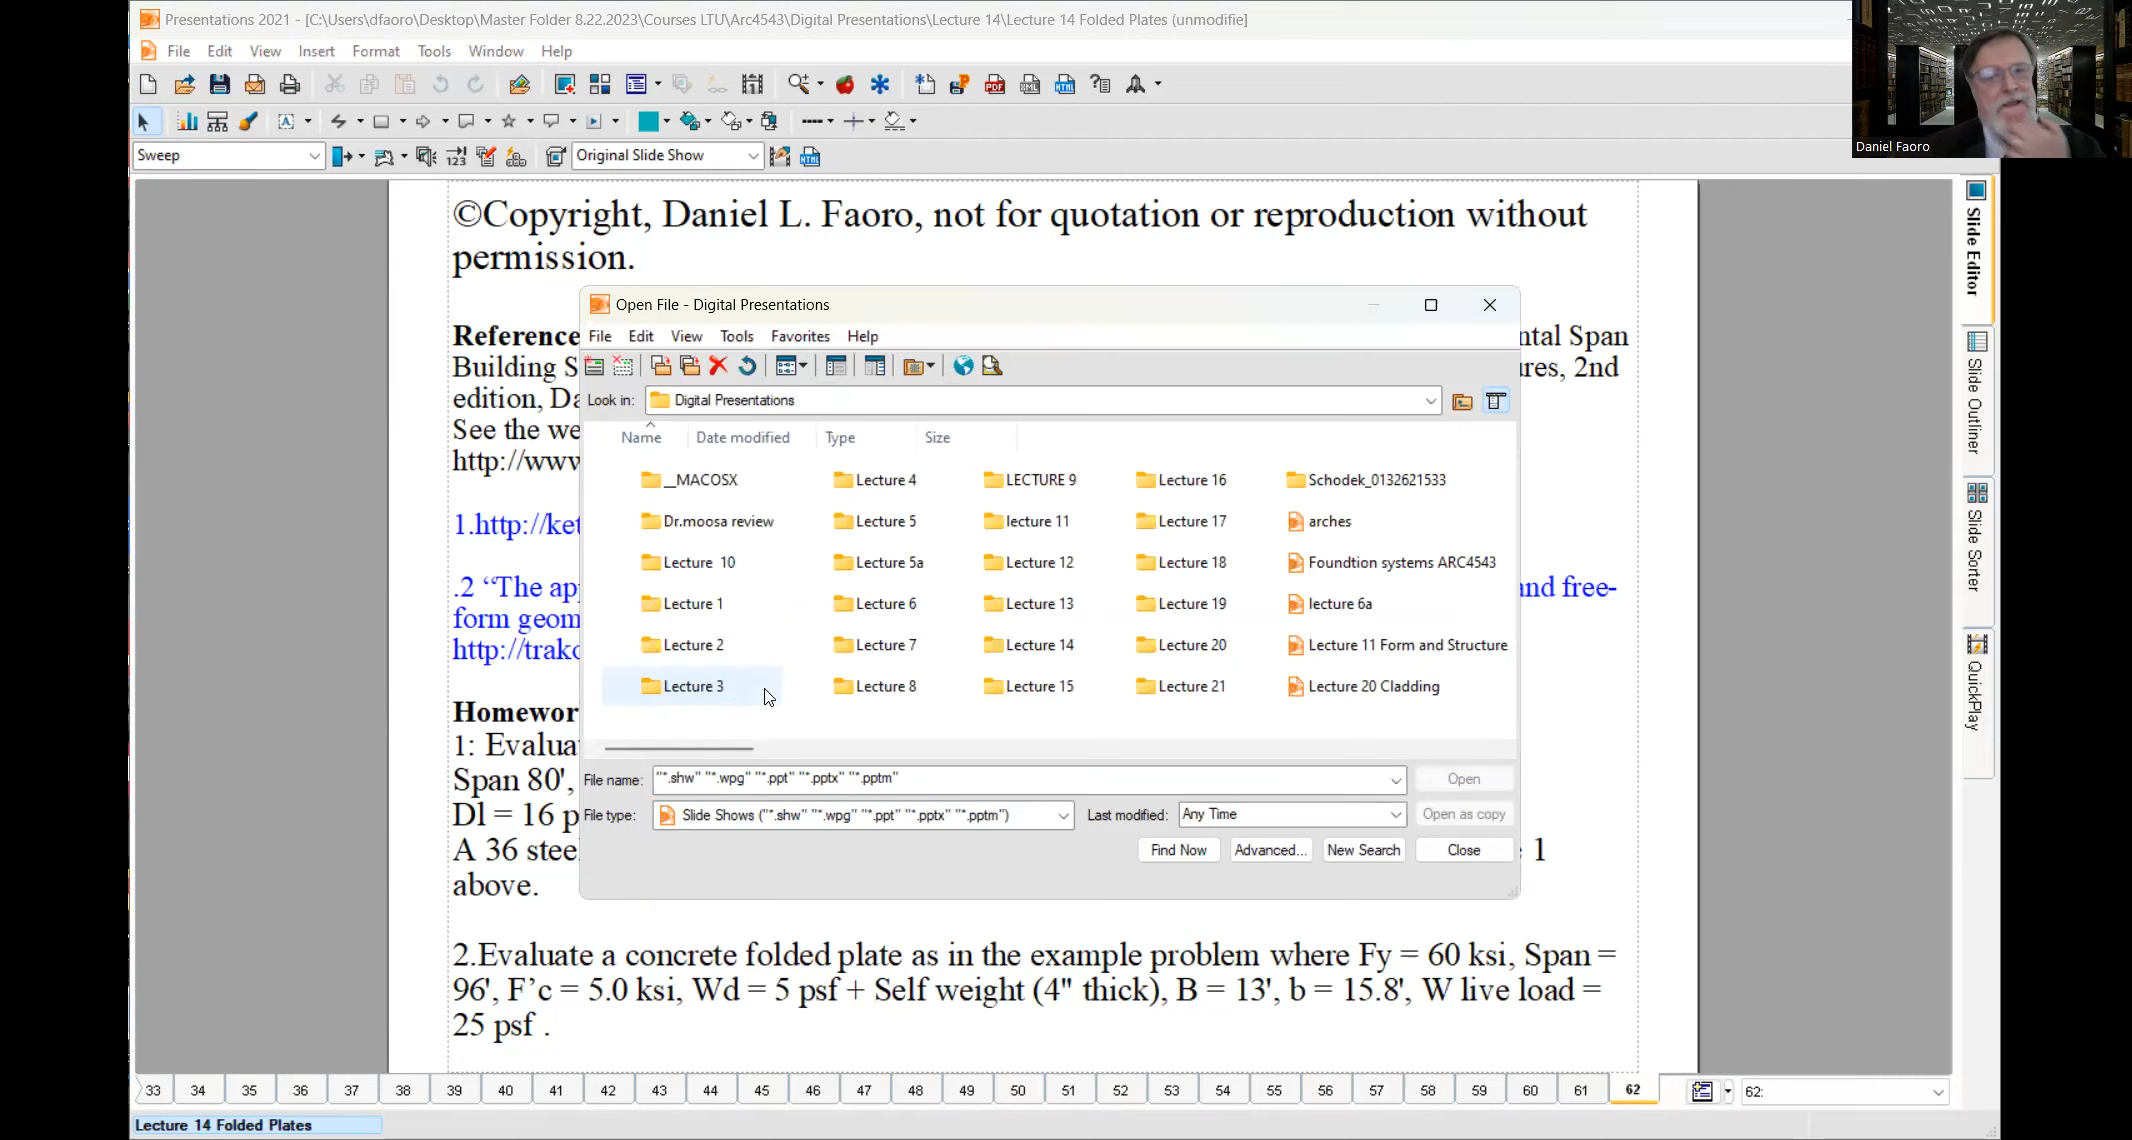 Presentations 2021 - [C:\Users\dfaoro\Desktop\Master Folder 8.22.2023\Courses LTU\Arc4543\Digital Presentations\Lecture 14\Lecture 14 Folded Plates (unmodifie]
File Edit View Insert Format Tools Window Help
Daniel Faoro
Sweep
Original Slide Show
©Copyright, Daniel L. Faoro, not for quotation or reproduction without
permission.
Open File - Digital Presentations
File Edit View Tools Favorites Help
Look in: Digital Presentations
Name Date modified Type Size
__MACOSX Lecture 4 LECTURE 9 Lecture 16 Schodek_0132621533
Dr.moosa review Lecture 5 lecture 11 Lecture 17 arches
Lecture 10 Lecture 5a Lecture 12 Lecture 18 Foundtion systems ARC4543
Lecture 1 Lecture 6 Lecture 13 Lecture 19 lecture 6a
Lecture 2 Lecture 7 Lecture 14 Lecture 20 Lecture 11 Form and Structure
Lecture 3 Lecture 8 Lecture 15 Lecture 21 Lecture 20 Cladding
File name: "*.shw" "*.wpg" "*.ppt" "*.pptx" "*.pptm" Open
File type: Slide Shows ("*.shw" "*.wpg" "*.ppt" "*.pptx" "*.pptm") Last modified: Any Time Open as copy
Find Now Advanced... New Search Close
Reference ntal Span
Building S res, 2nd
edition, Da
See the we
http://www
1.http://ket
.2 “The ap and free-
form geom
http://trako
Homewor
1: Evalua
Span 80',
Dl = 16 p
A 36 stee 1
above.
2.Evaluate a concrete folded plate as in the example problem where Fy = 60 ksi, Span =
96', F’c = 5.0 ksi, Wd = 5 psf + Self weight (4" thick), B = 13', b = 15.8', W live load =
25 psf .
Slide Editor
Slide Outliner
Slide Sorter
QuickPlay
33 34 35 36 37 38 39 40 41 42 43 44 45 46 47 48 49 50 51 52 53 54 55 56 57 58 59 60 61 62 62:
Lecture 14 Folded Plates